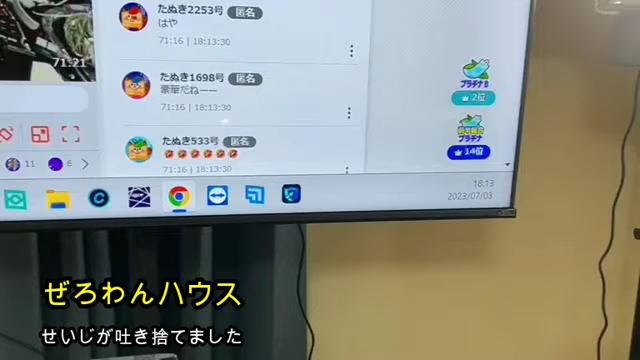 たぬき2253号 匿名
はや
71:16 | 18:13:30
71:21
たぬき1698号 匿名
豪華だねーー
71:16 | 18:13:30
たぬき533号 匿名
71:16 | 18:13:30
プラチナB
2位
プラチナ
14位
11
6
18:13
2023/07/03
ぜろわんハウス
せいじが吐き捨てました